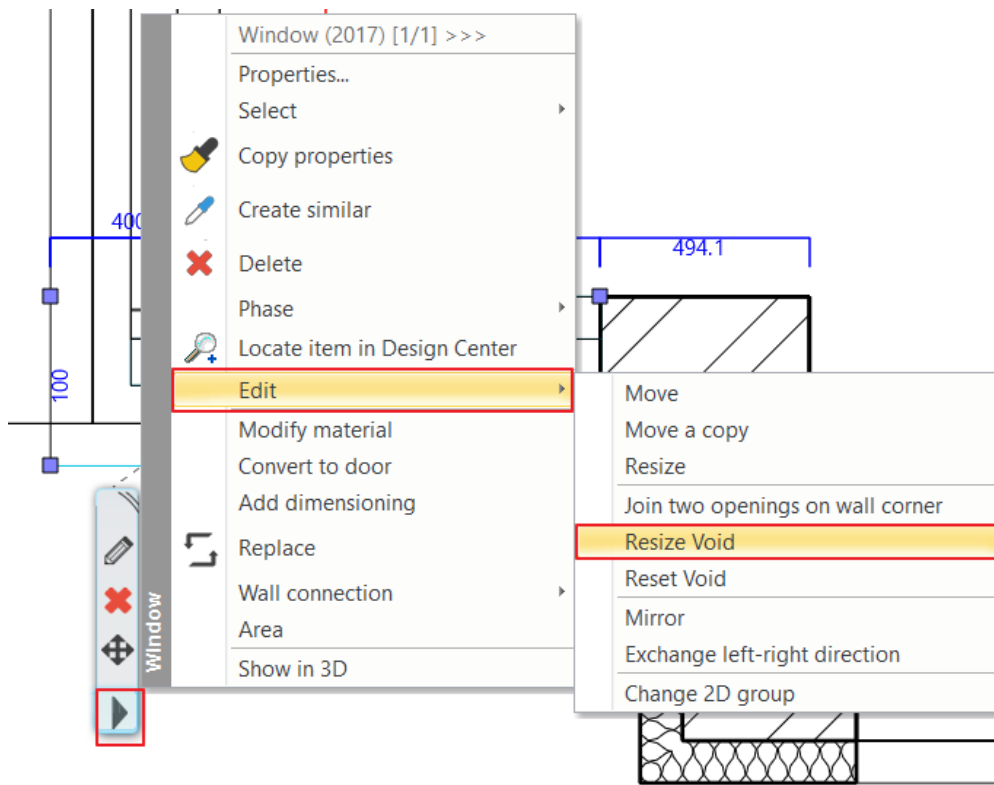 Window (2017) [1/1] >>>
Properties...
Select
Copy properties
Create similar
400
494.1
Delete
Phase
Locate item in Design Center
100
Edit
Modify material
Convert to door
Add dimensioning
Replace
Wall connection
Area
Show in 3D
Window
Move
Move a copy
Resize
Join two openings on wall corner
Resize Void
Reset Void
Mirror
Exchange left-right direction
Change 2D group